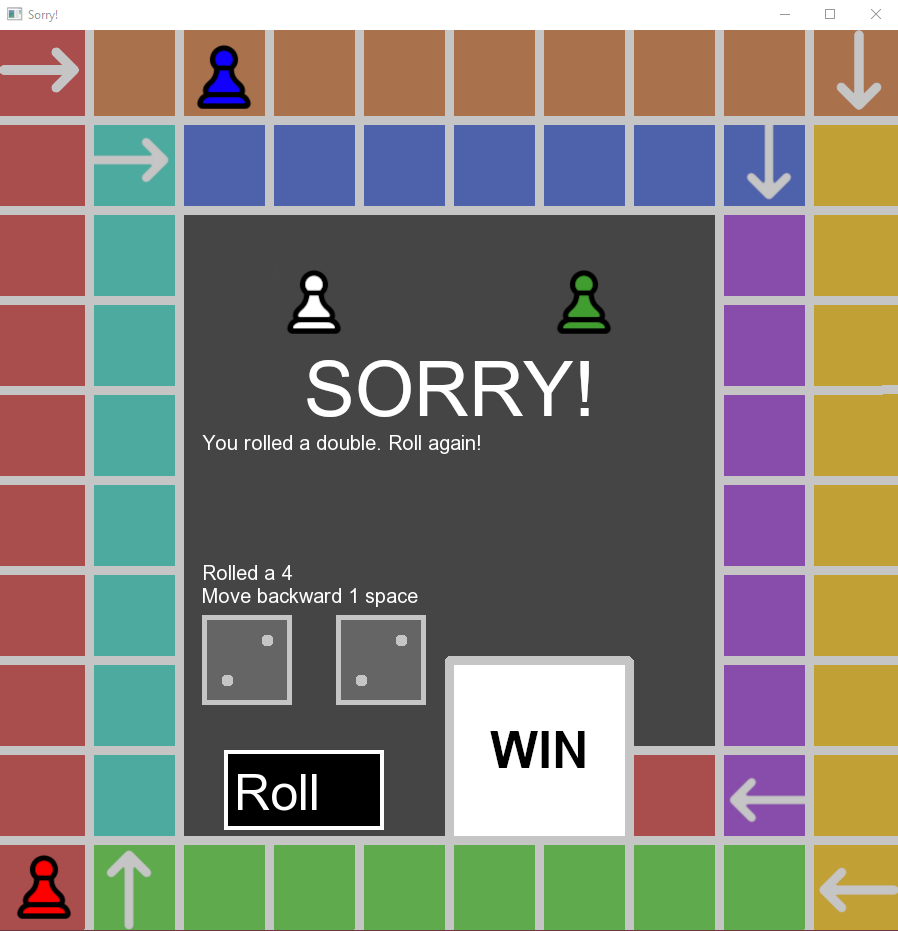 Sorry!
SORRY!
You rolled a double. Roll again!
Rolled a 4
Move backward 1 space
WIN
Roll